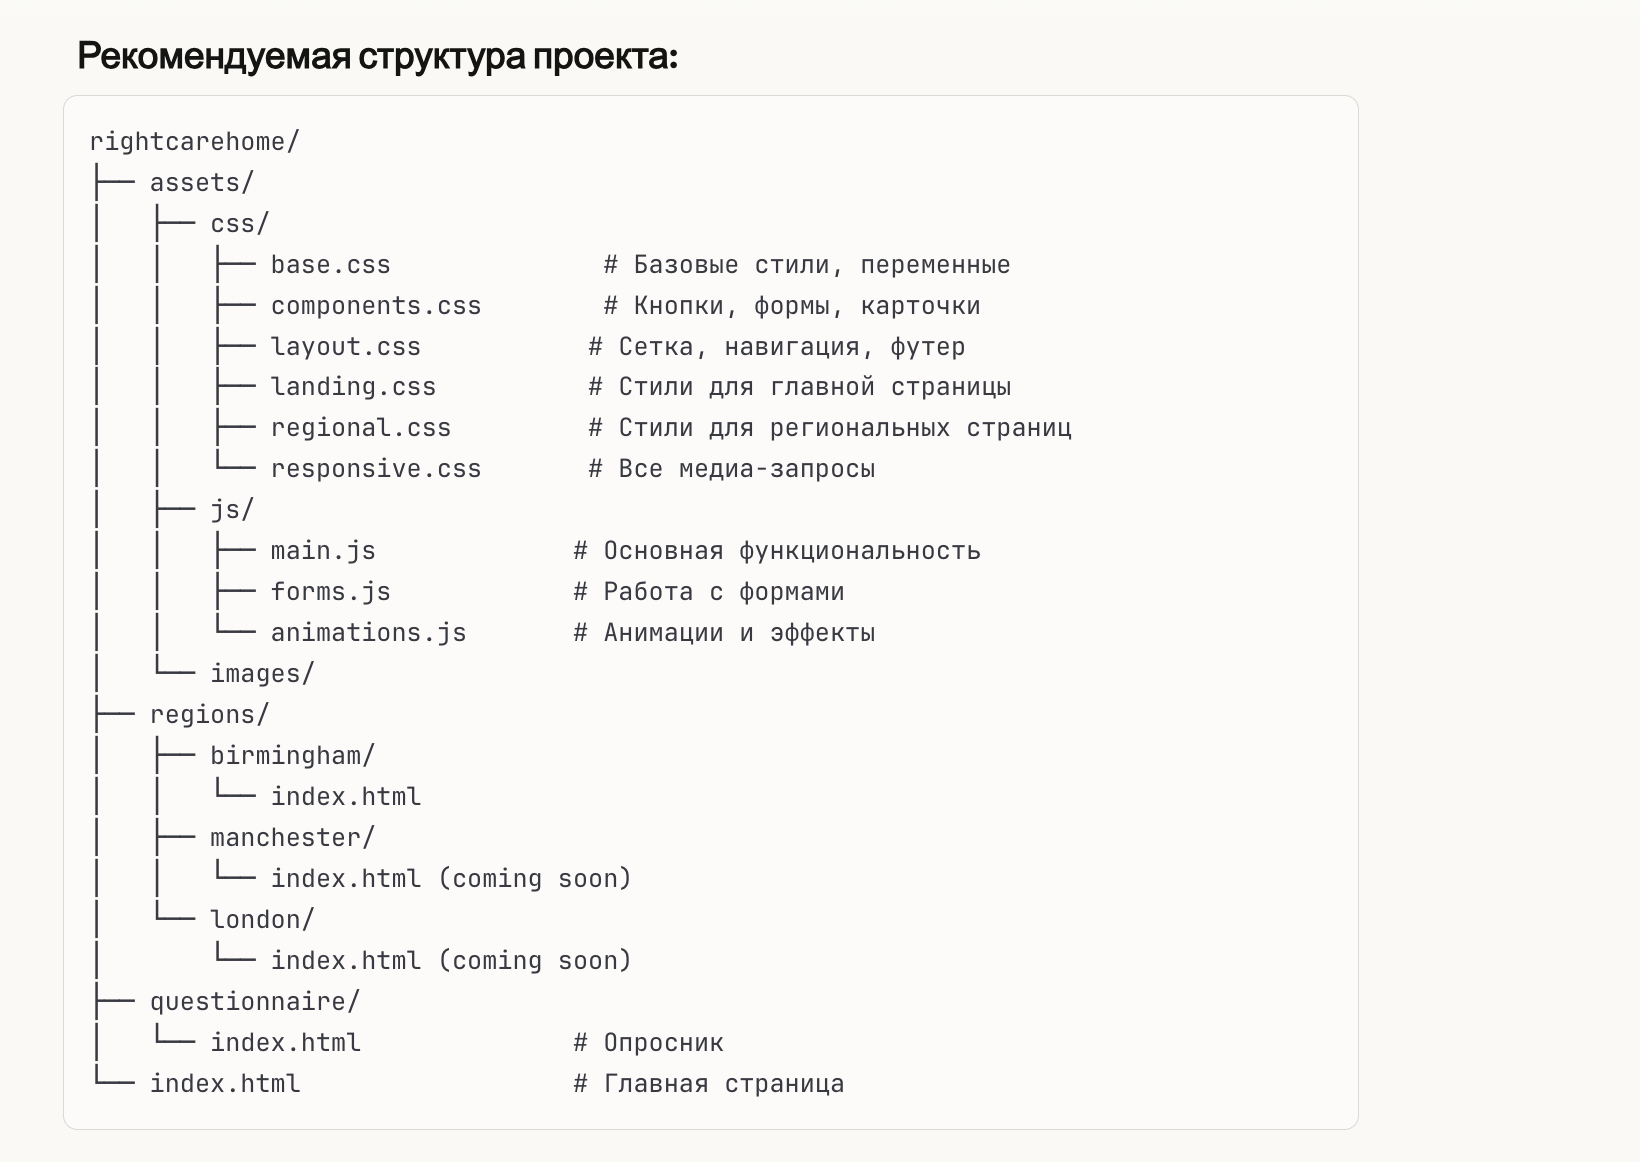 Рекомендуемая структура проекта:
rightcarehome/
├── assets/
│   ├── css/
│   │   ├── base.css              # Базовые стили, переменные
│   │   ├── components.css        # Кнопки, формы, карточки
│   │   ├── layout.css           # Сетка, навигация, футер
│   │   ├── landing.css          # Стили для главной страницы
│   │   ├── regional.css         # Стили для региональных страниц
│   │   └── responsive.css       # Все медиа-запросы
│   ├── js/
│   │   ├── main.js             # Основная функциональность
│   │   ├── forms.js            # Работа с формами
│   │   └── animations.js       # Анимации и эффекты
│   └── images/
├── regions/
│   ├── birmingham/
│   │   └── index.html
│   ├── manchester/
│   │   └── index.html (coming soon)
│   └── london/
│       └── index.html (coming soon)
├── questionnaire/
│   └── index.html              # Опросник
└── index.html                  # Главная страница